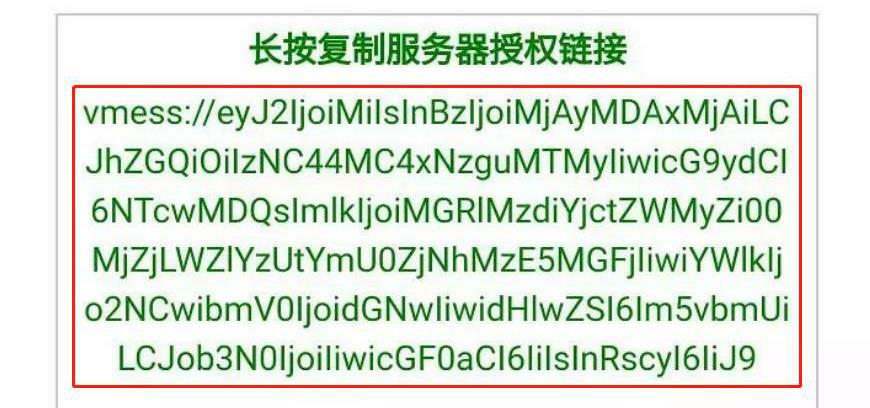 长按复制服务器授权链接
vmess://eyJ2IjoiMiIsInBzIjoiMjAyMDAxMjAiLC
JhZGQiOiIzNC44MC4xNzguMTMyIiwicG9ydCI
6NTcwMDQsImlkIjoiMGRlMzdiYjctZWMyZi00
MjZjLWZlYzUtYmU0ZjNhMzE5MGFjIiwiYWlkIj
o2NCwibmV0IjoidGNwIiwidHlwZSI6Im5vbmUi
LCJob3N0IjoiIiwicGF0aCI6IiIsInRscyI6IiJ9